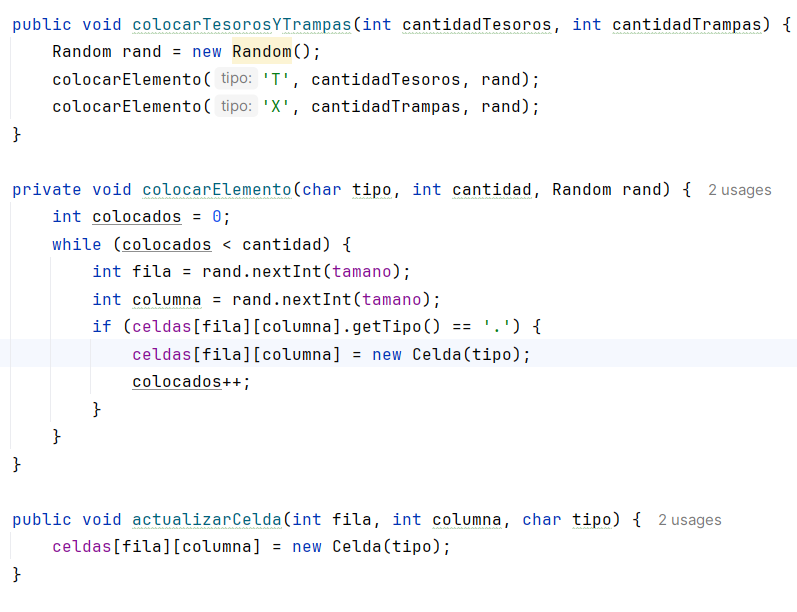 public void colocarTesorosYTrampas(int cantidadTesoros, int cantidadTrampas) {
    Random rand = new Random();
    colocarElemento( tipo: 'T', cantidadTesoros, rand);
    colocarElemento( tipo: 'X', cantidadTrampas, rand);
}
private void colocarElemento(char tipo, int cantidad, Random rand) { 2 usages
    int colocados = 0;
    while (colocados < cantidad) {
        int fila = rand.nextInt(tamano);
        int columna = rand.nextInt(tamano);
        if (celdas[fila][columna].getTipo() == '.') {
            celdas[fila][columna] = new Celda(tipo);
            colocados++;
        }
    }
}
public void actualizarCelda(int fila, int columna, char tipo) { 2 usages
    celdas[fila][columna] = new Celda(tipo);
}